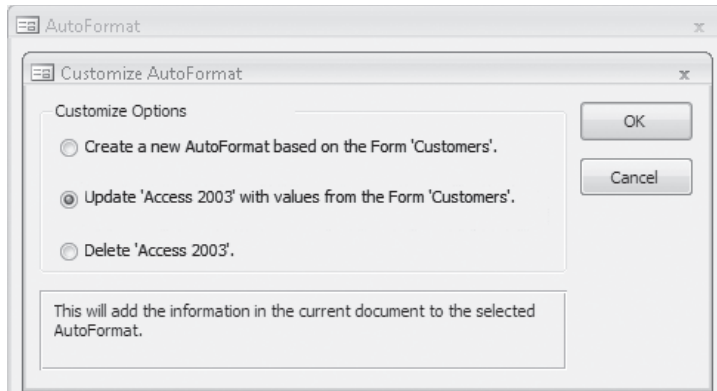 AutoFormat
x
Customize AutoFormat
x
Customize Options
Create a new AutoFormat based on the Form 'Customers'.
Update 'Access 2003' with values from the Form 'Customers'.
Delete 'Access 2003'.
OK
Cancel
This will add the information in the current document to the selected
AutoFormat.